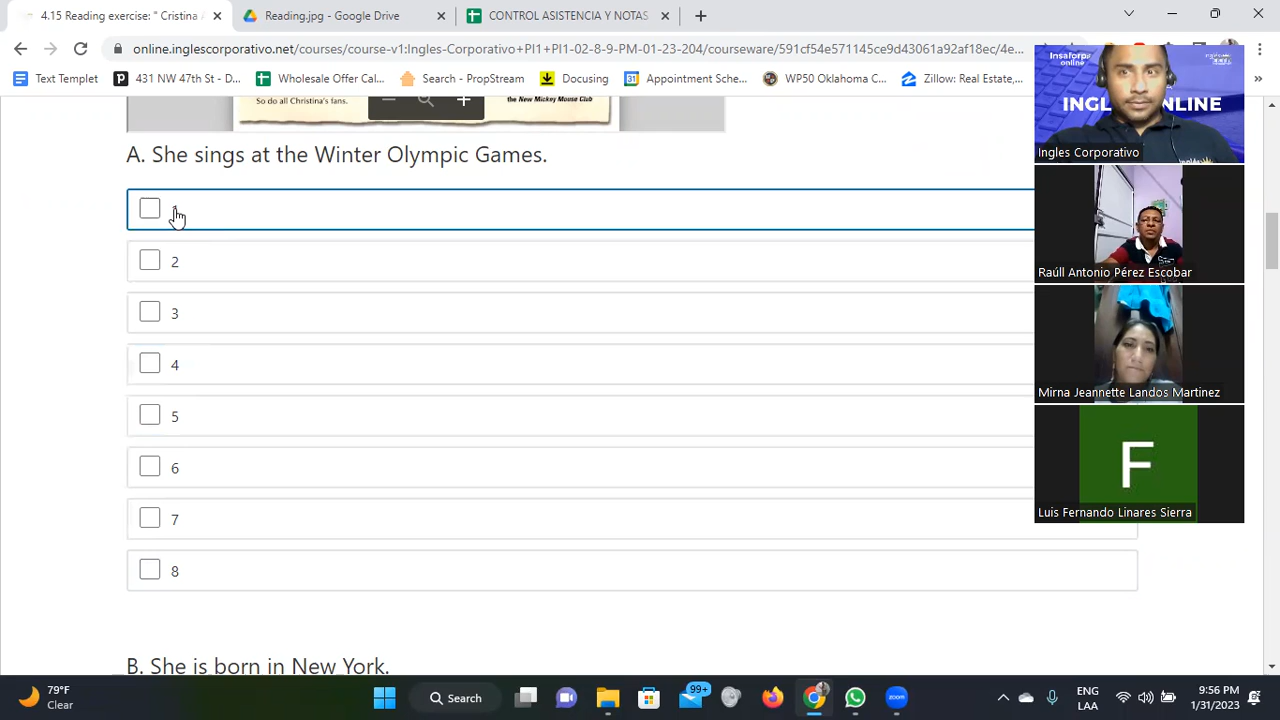 4.15 Reading exercise: " Cristina A
Reading.jpg - Google Drive
CONTROL ASISTENCIA Y NOTAS
online.inglescorporativo.net/courses/course-v1:Ingles-Corporativo+PI1+PI1-02-8-9-PM-01-23-204/courseware/591cf54e571145ce9d43061a92af18ec/4e...
Text Templet
431 NW 47th St - D...
Wholesale Offer Cal...
Search - PropStream
Docusing
Appointment Sche...
WP50 Oklahoma C...
Zillow: Real Estate,...
So do all Christina's fans.
the New Mickey Mouse Club
A. She sings at the Winter Olympic Games.
2
3
4
5
6
7
8
B. She is born in New York.
Insaforp
online
Ingles Corporativo
Raúll Antonio Pérez Escobar
Mirna Jeannette Landos Martinez
F
Luis Fernando Linares Sierra
79°F
Clear
Search
99+
zoom
ENG
LAA
9:56 PM
1/31/2023